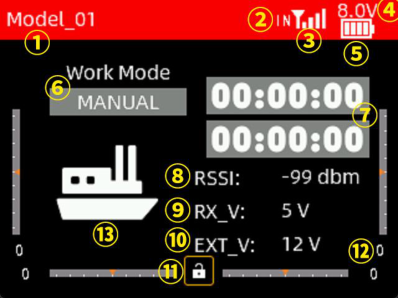 Model_01
①
② IN ③
8.0V ④
⑤
Work Mode
⑥ MANUAL
00:00:00
⑦
00:00:00
⑧ RSSI: -99 dbm
⑨ RX_V: 5 V
⑩ EXT_V: 12 V
⑬
⑫
0 0
0 ⑪ 0